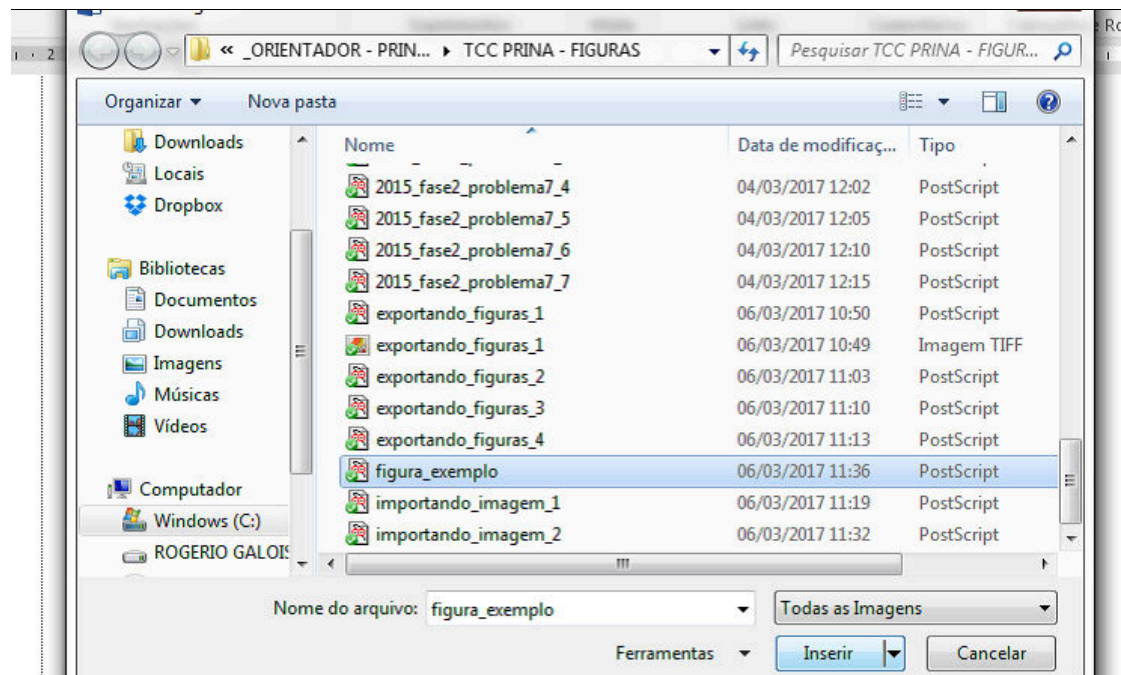 « _ORIENTADOR - PRIN... ▸ TCC PRINA - FIGURAS Pesquisar TCC PRINA - FIGUR...
Organizar Nova pasta
Downloads
Locais
Dropbox
Bibliotecas
Documentos
Downloads
Imagens
Músicas
Vídeos
Computador
Windows (C:)
ROGERIO GALOIS
Nome Data de modificaç... Tipo
2015_fase2_problema7_4 04/03/2017 12:02 PostScript
2015_fase2_problema7_5 04/03/2017 12:05 PostScript
2015_fase2_problema7_6 04/03/2017 12:10 PostScript
2015_fase2_problema7_7 04/03/2017 12:15 PostScript
exportando_figuras_1 06/03/2017 10:50 PostScript
exportando_figuras_1 06/03/2017 10:49 Imagem TIFF
exportando_figuras_2 06/03/2017 11:03 PostScript
exportando_figuras_3 06/03/2017 11:10 PostScript
exportando_figuras_4 06/03/2017 11:13 PostScript
figura_exemplo 06/03/2017 11:36 PostScript
importando_imagem_1 06/03/2017 11:19 PostScript
importando_imagem_2 06/03/2017 11:32 PostScript
Nome do arquivo: figura_exemplo Todas as Imagens
Ferramentas Inserir Cancelar
2